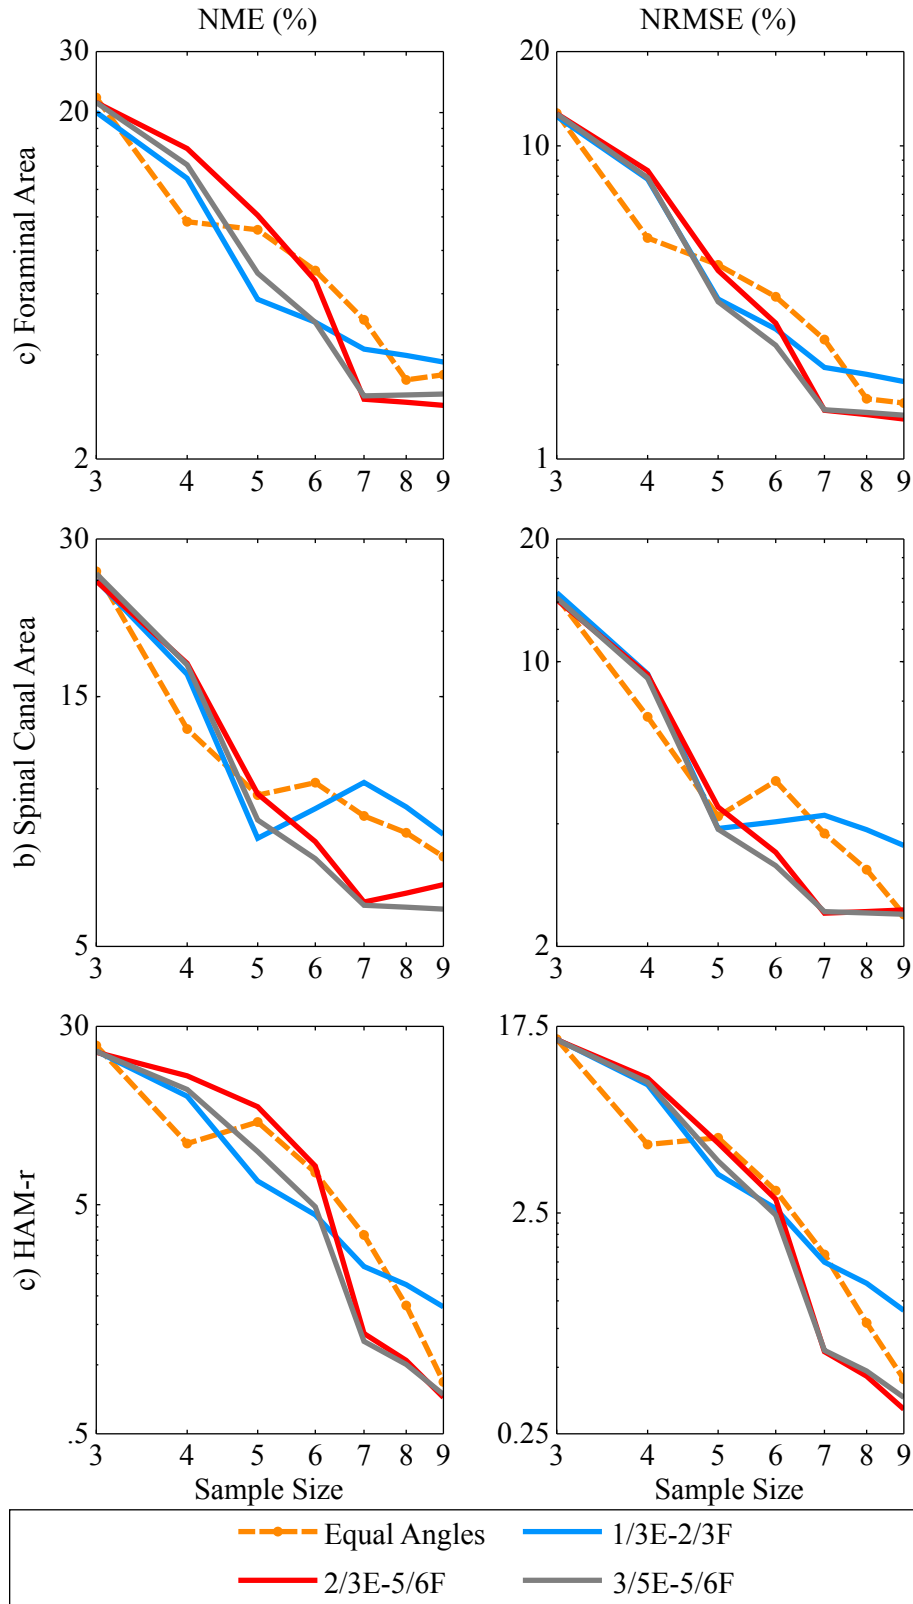 NME (%)
NRMSE (%)
c) Foraminal Area
30
20
2
3 4 5 6 7 8 9
20
10
1
3 4 5 6 7 8 9
b) Spinal Canal Area
30
15
5
3 4 5 6 7 8 9
20
10
2
3 4 5 6 7 8 9
c) HAM-r
30
5
.5
3 4 5 6 7 8 9
Sample Size
17.5
2.5
0.25
3 4 5 6 7 8 9
Sample Size
Equal Angles
1/3E-2/3F
2/3E-5/6F
3/5E-5/6F